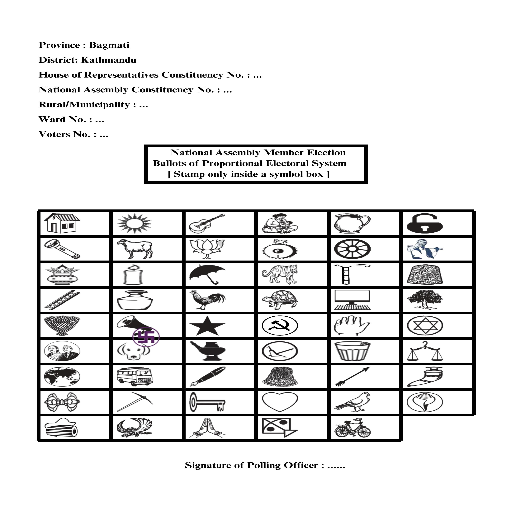 Province : Bagmati
District: Kathmandu
House of Representatives Constituency No. : ...
National Assembly Constituency No. : ...
Rural/Municipality : ...
Ward No. : ...
Voters No. : ...
National Assembly Member Election
Ballots of Proportional Electoral System
[ Stamp only inside a symbol box ]
Signature of Polling Officer : ......